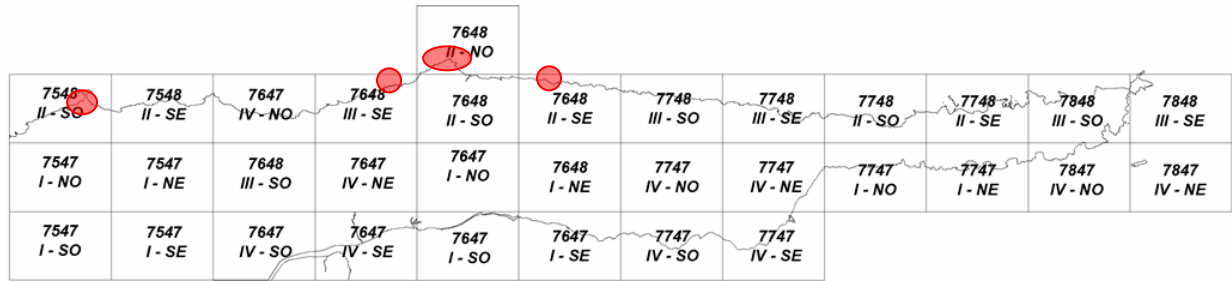 7648
II - NO
7548
II - SO
7548
II - SE
7647
IV - NO
7648
III - SE
7648
II - SO
7648
II - SE
7748
III - SO
7748
III - SE
7748
II - SO
7748
II - SE
7848
III - SO
7848
III - SE
7547
I - NO
7547
I - NE
7648
III - SO
7647
IV - NE
7647
I - NO
7648
I - NE
7747
IV - NO
7747
IV - NE
7747
I - NO
7747
I - NE
7847
IV - NO
7847
IV - NE
7547
I - SO
7547
I - SE
7647
IV - SO
7647
IV - SE
7647
I - SO
7647
I - SE
7747
IV - SO
7747
IV - SE